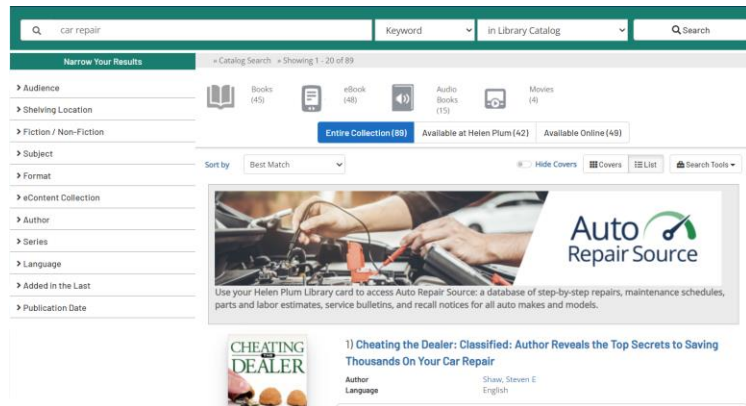 car repair
Keyword
in Library Catalog
Search
Narrow Your Results
» Catalog Search » Showing 1 - 20 of 89
Audience
Shelving Location
Fiction / Non-Fiction
Subject
Format
eContent Collection
Author
Series
Language
Added in the Last
Publication Date
Books
(45)
eBook
(48)
Audio
Books
(15)
Movies
(4)
Entire Collection (89)
Available at Helen Plum (42)
Available Online (49)
Sort by
Best Match
Hide Covers
Covers
List
Search Tools
Auto
Repair Source
Use your Helen Plum Library card to access Auto Repair Source: a database of step-by-step repairs, maintenance schedules,
parts and labor estimates, service bulletins, and recall notices for all auto makes and models.
CHEATING
THE
DEALER
1) Cheating the Dealer: Classified: Author Reveals the Top Secrets to Saving
Thousands On Your Car Repair
Author Shaw, Steven E
Language English